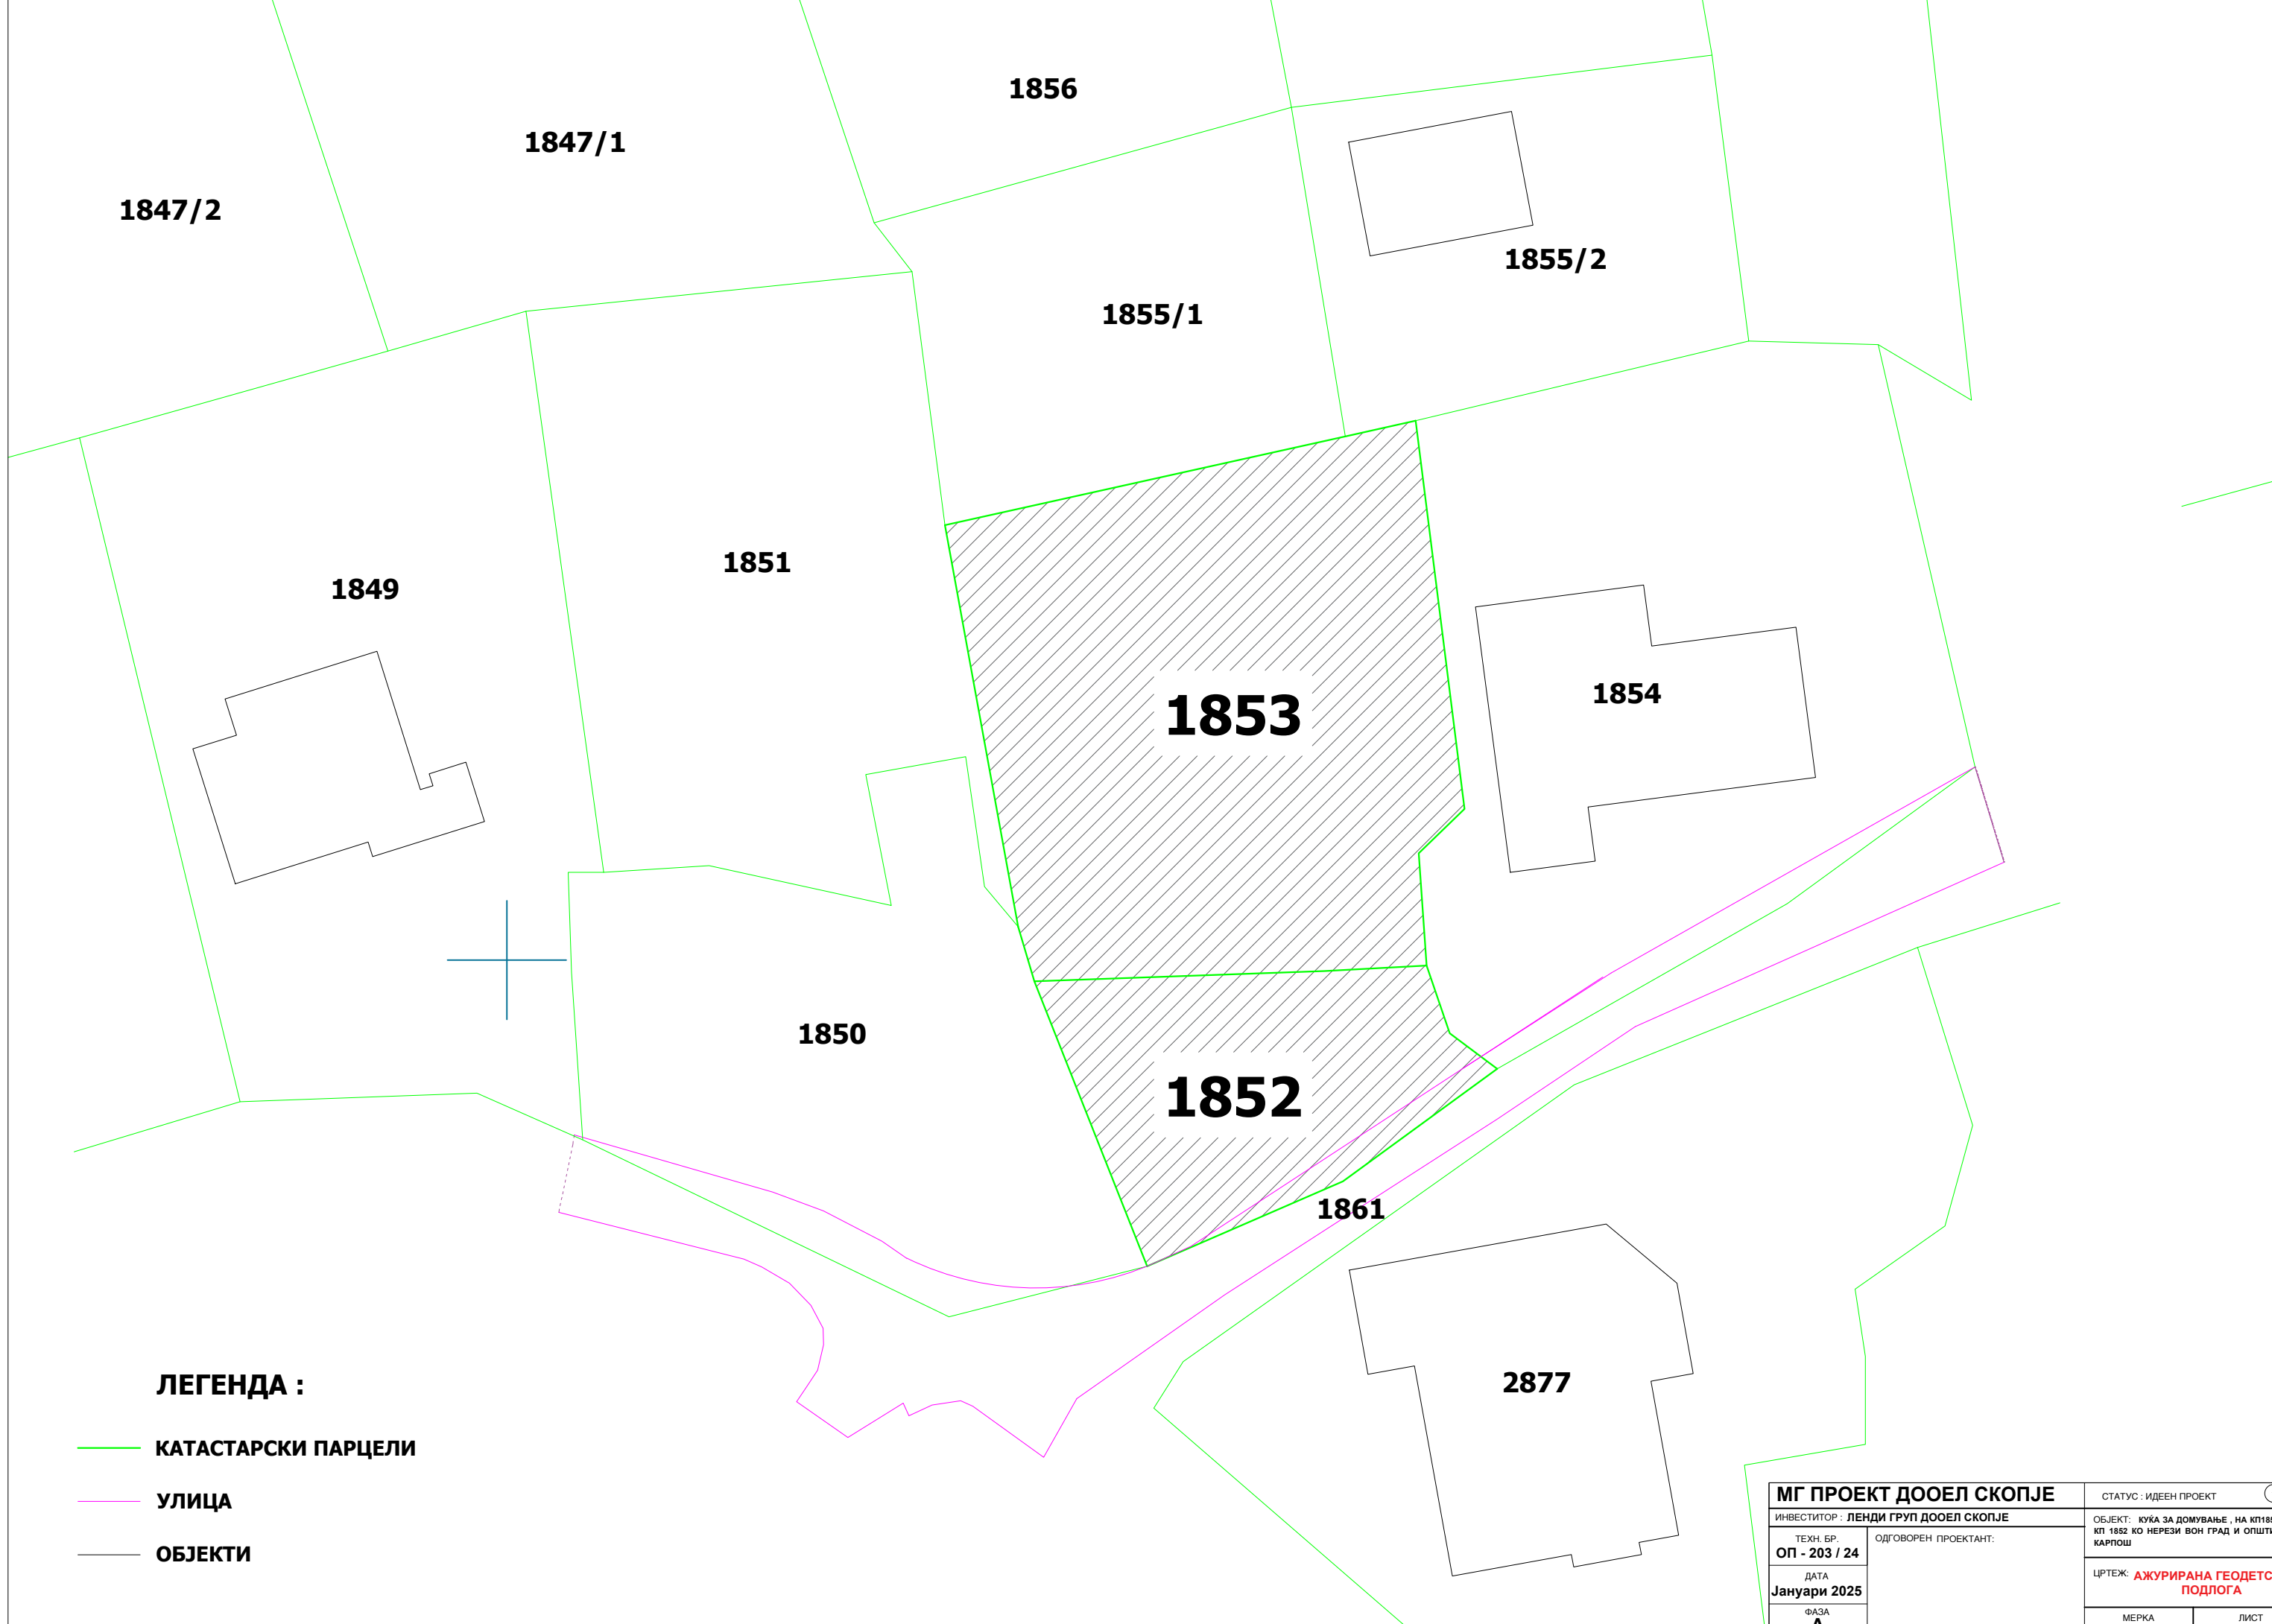 1856
1847/1
1847/2
1855/2
1855/1
1851
1849
1853
1854
1850
1852
1861
2877
ЛЕГЕНДА :
КАТАСТАРСКИ ПАРЦЕЛИ
УЛИЦА
ОБЈЕКТИ
МГ ПРОЕКТ ДООЕЛ СКОПЈЕ
СТАТУС : ИДЕЕН ПРОЕКТ
ИНВЕСТИТОР : ЛЕНДИ ГРУП ДООЕЛ СКОПЈЕ
ОБЈЕКТ: КУЌА ЗА ДОМУВАЊЕ , НА
КП 1852 КО НЕРЕЗИ ВОН ГРАД И
КАРПОШ
ТЕХН. БР.
ОП - 203 / 24
ОДГОВОРЕН ПРОЕКТАНТ:
ДАТА
Јануари 2025
ЦРТЕЖ: АЖУРИРАНА
ПОДЛОГА
ФАЗА
МЕРКА
ЛИСТ